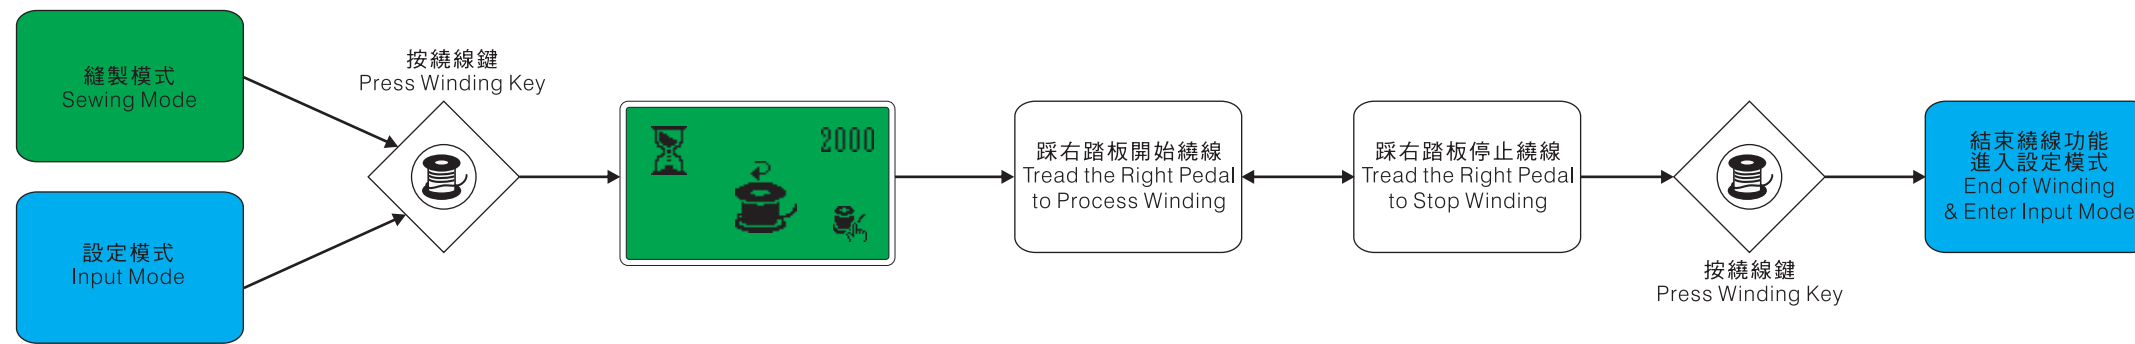 縫製模式
Sewing Mode
設定模式
Input Mode
按繞線鍵
Press Winding Key
2000
踩右踏板開始繞線
Tread the Right Pedal
to Process Winding
踩右踏板停止繞線
Tread the Right Pedal
to Stop Winding
按繞線鍵
Press Winding Key
結束繞線功能
進入設定模式
End of Winding
& Enter Input Mode